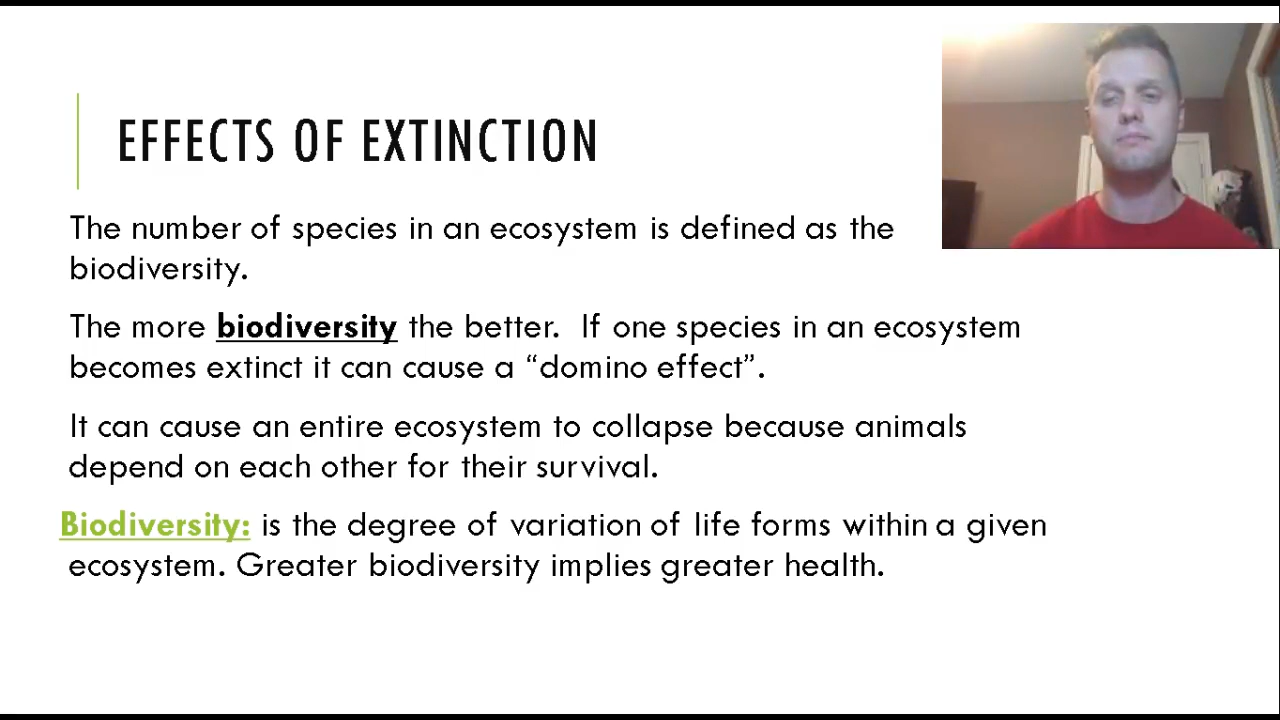 EFFECTS OF EXTINCTION
The number of species in an ecosystem is defined as the
biodiversity.
The more biodiversity the better.  If one species in an ecosystem
becomes extinct it can cause a “domino effect”.
It can cause an entire ecosystem to collapse because animals
depend on each other for their survival.
Biodiversity: is the degree of variation of life forms within a given
ecosystem. Greater biodiversity implies greater health.